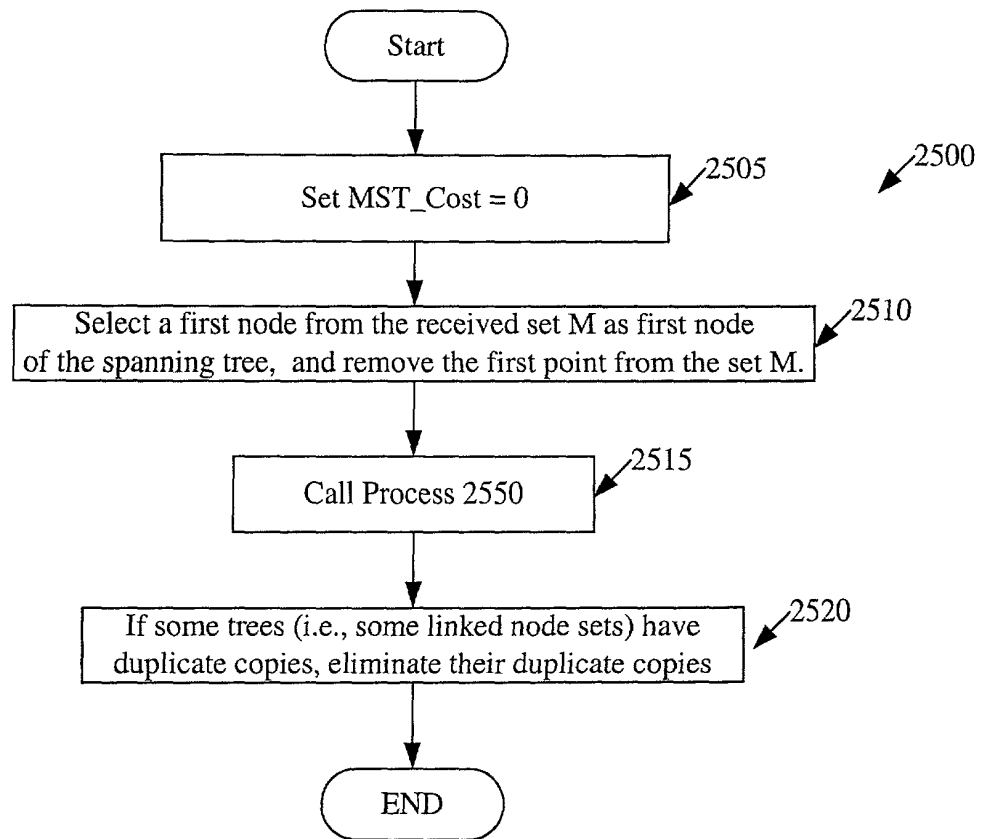 Start
2500
2505
Set MST_Cost = 0
2510
Select a first node from the received set M as first node
of the spanning tree, and remove the first point from the set M.
2515
Call Process 2550
2520
If some trees (i.e., some linked node sets) have
duplicate copies, eliminate their duplicate copies
END